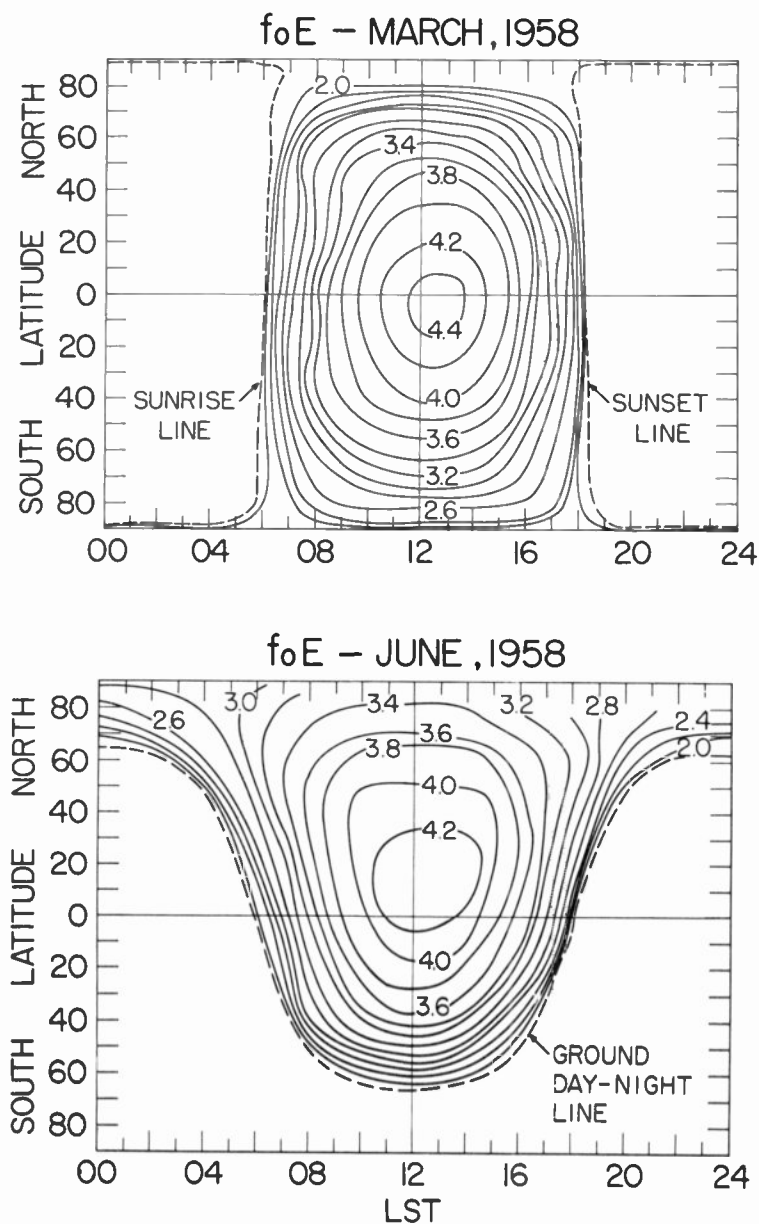 foE – MARCH, 1958
2.0
3.4
3.8
4.2
4.4
4.0
3.6
3.2
2.6
SUNRISE
LINE
SUNSET
LINE
SOUTH LATITUDE NORTH
80
60
40
20
0
20
40
60
80
00 04 08 12 16 20 24
foE – JUNE, 1958
2.6
3.0
3.4
3.2
2.8
2.4
2.0
3.6
3.8
4.0
4.2
4.0
3.6
GROUND
DAY–NIGHT
LINE
SOUTH LATITUDE NORTH
80
60
40
20
0
20
40
60
80
00 04 08 12 16 20 24
LST